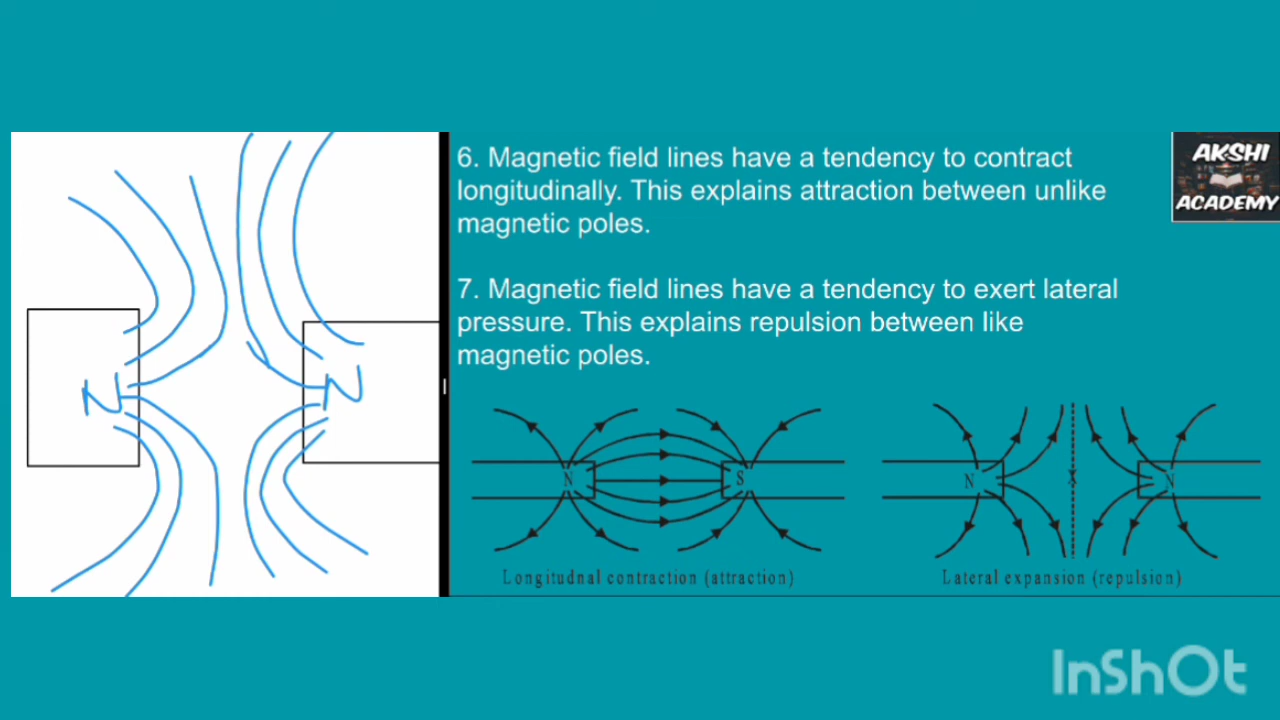 N
N
6. Magnetic field lines have a tendency to contract
longitudinally. This explains attraction between unlike
magnetic poles.
7. Magnetic field lines have a tendency to exert lateral
pressure. This explains repulsion between like
magnetic poles.
AKSHI
ACADEMY
N
S
N
X
N
Longitudnal contraction (attraction)
Lateral expansion (repulsion)
InShOt